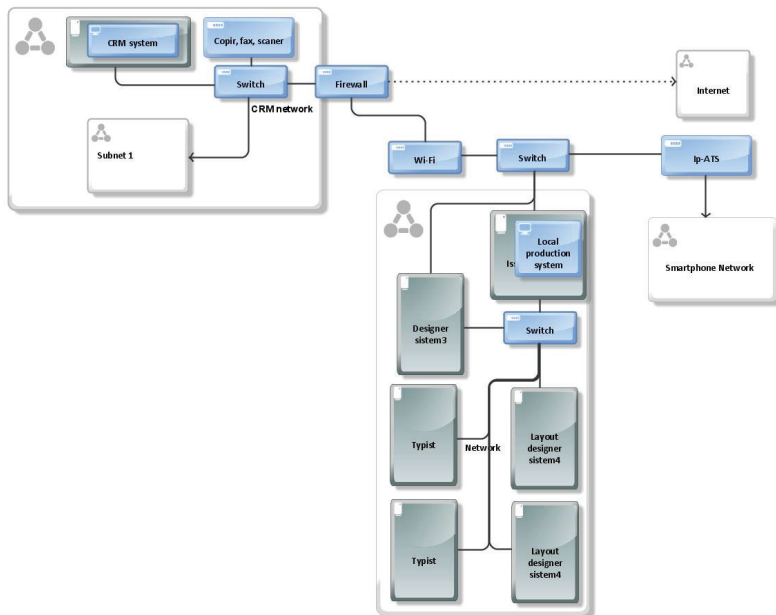 CRM system
Copir, fax, scaner
Switch
Firewall
CRM network
Internet
Subnet 1
Wi-Fi
Switch
Ip-ATS
Local
production
system
Smartphone Network
Designer
sistem3
Switch
Typist
Network
Layout
designer
sistem4
Typist
Layout
designer
sistem4